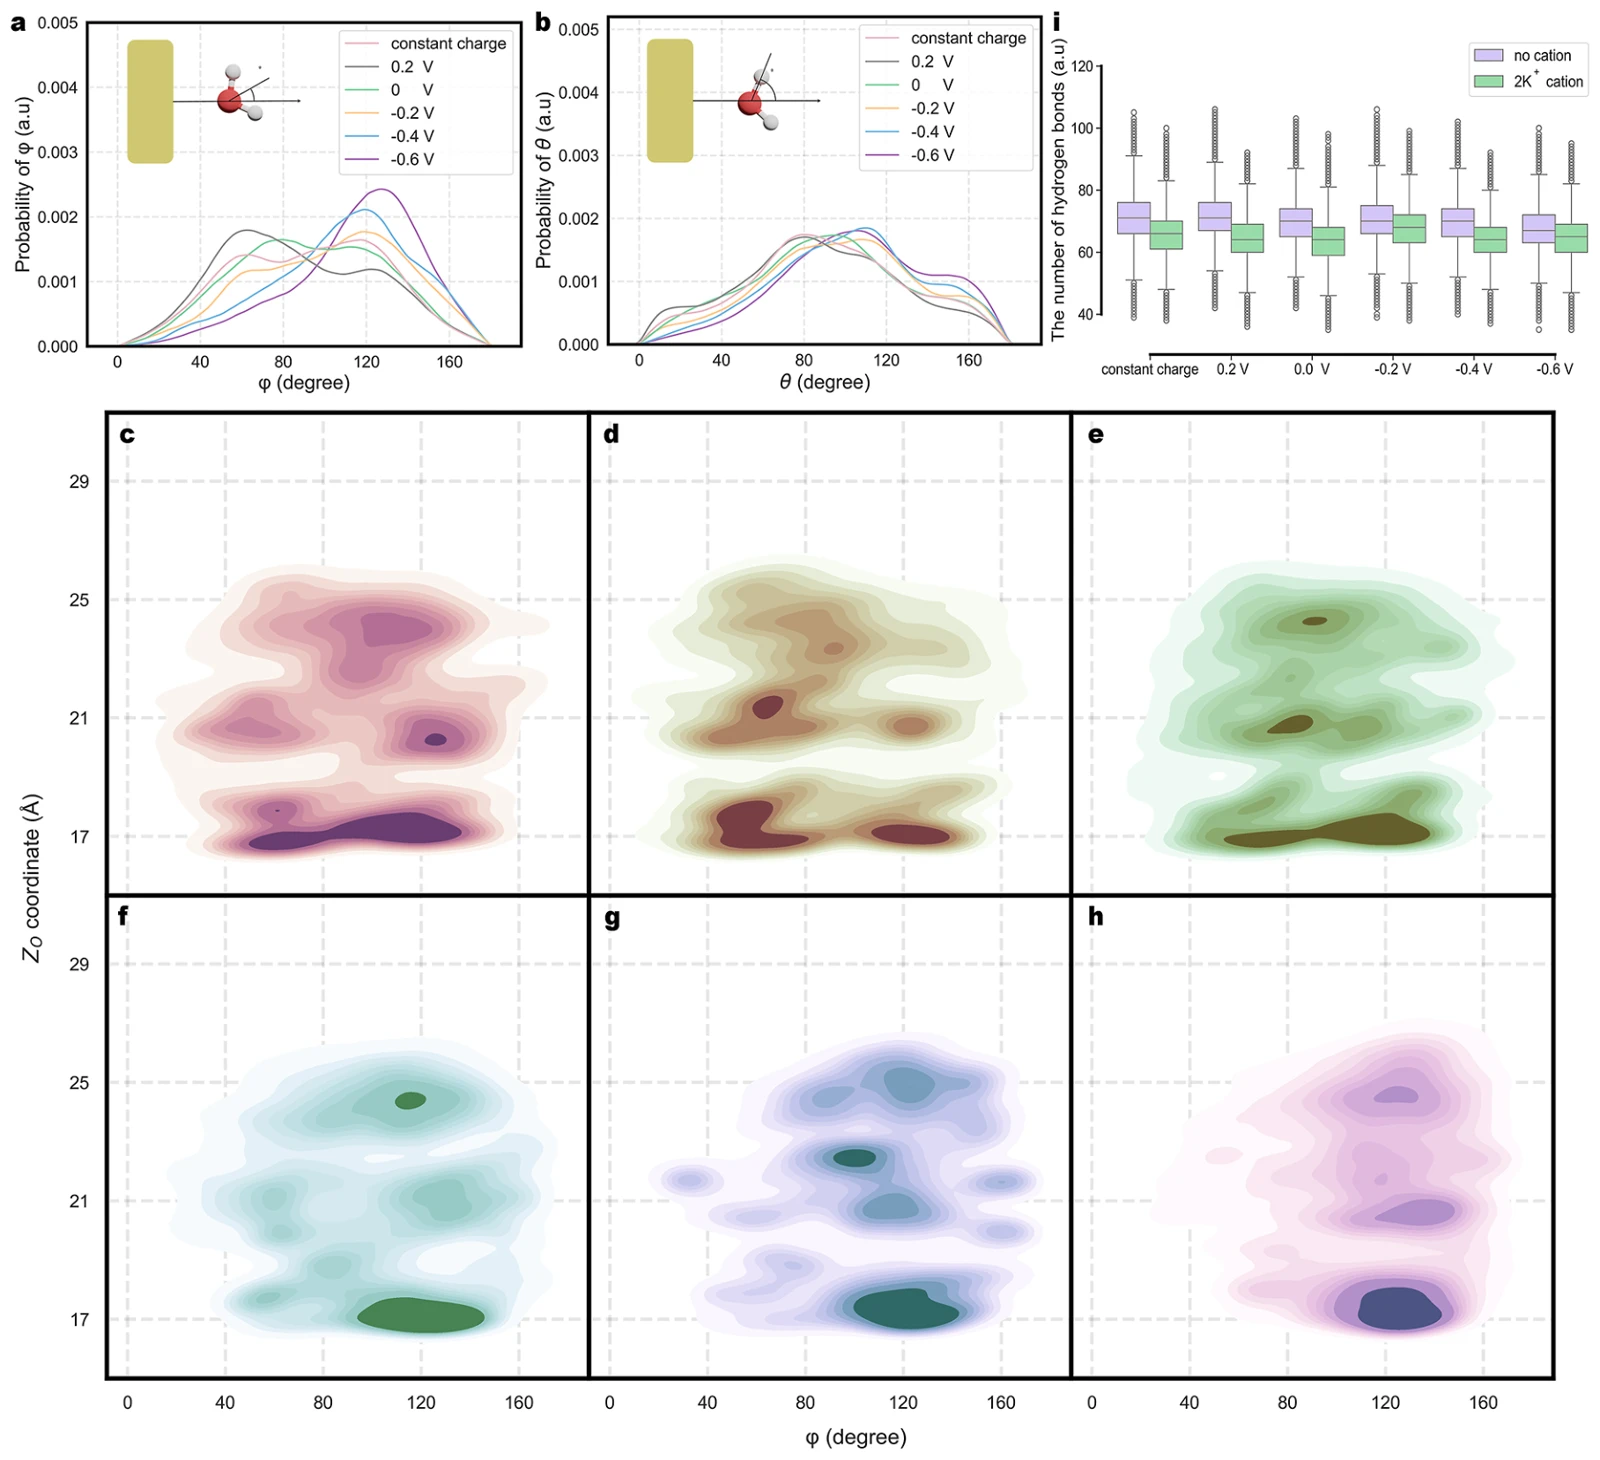 a
Probability of φ (a.u)
0.005
0.004
0.003
0.002
0.001
0.000
0 40 80 120 160
φ (degree)
constant charge
0.2 V
0 V
-0.2 V
-0.4 V
-0.6 V
b
Probability of θ (a.u)
0.005
0.004
0.003
0.002
0.001
0.000
0 40 80 120 160
θ (degree)
constant charge
0.2 V
0 V
-0.2 V
-0.4 V
-0.6 V
i
The number of hydrogen bonds (a.u)
120
100
80
60
40
no cation
2K+ cation
constant charge 0.2 V 0.0 V -0.2 V -0.4 V -0.6 V
c d e
29
25
21
17
Z_O coordinate (Å)
f g h
29
25
21
17
0 40 80 120 160 0 40 80 120 160 0 40 80 120 160
φ (degree)